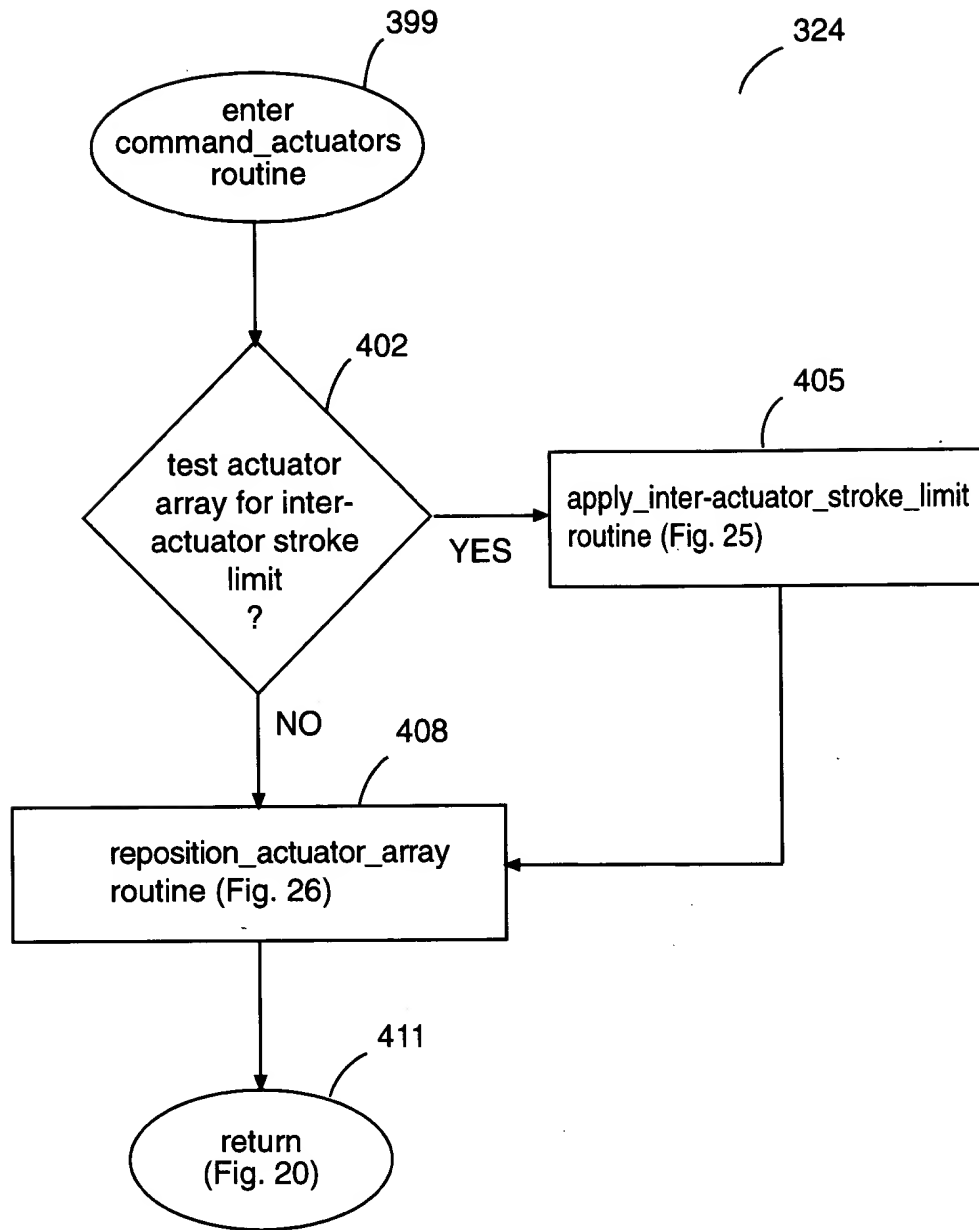 399
324
enter
command_actuators
routine
402
405
test actuator
array for inter-
actuator stroke
limit
?
YES
apply_inter-actuator_stroke_limit
routine (Fig. 25)
NO
408
reposition_actuator_array
routine (Fig. 26)
411
return
(Fig. 20)